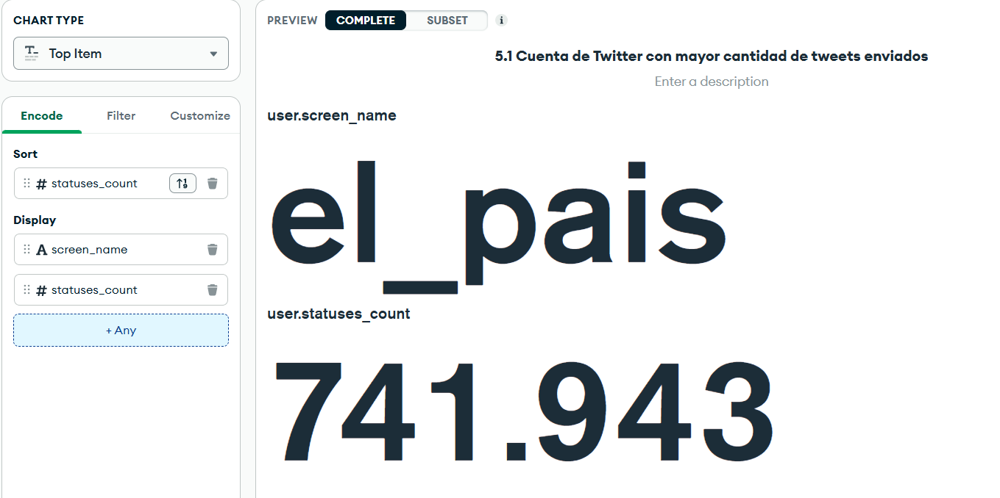 CHART TYPE
Top Item
Encode Filter Customize
Sort
# statuses_count
Display
A screen_name
# statuses_count
+ Any
PREVIEW COMPLETE SUBSET
5.1 Cuenta de Twitter con mayor cantidad de tweets enviados
Enter a description
user.screen_name
el_pais
user.statuses_count
741.943